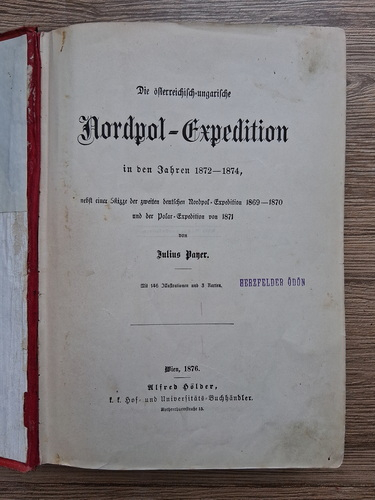 Die österreichisch-ungarische
Nordpol-Expedition
in den Jahren 1872—1874,
nebst einer Skizze der zweiten deutschen Nordpol-Expedition 1869—1870
und der Polar-Expedition von 1871
von
Julius Payer.
Mit 146 Illustrationen und 3 Karten.
HERZFELDER ÖDÖN
Wien, 1876.
Alfred Hölder,
k. k. Hof- und Universitäts-Buchhändler.
Rothenthurmstraße 15.